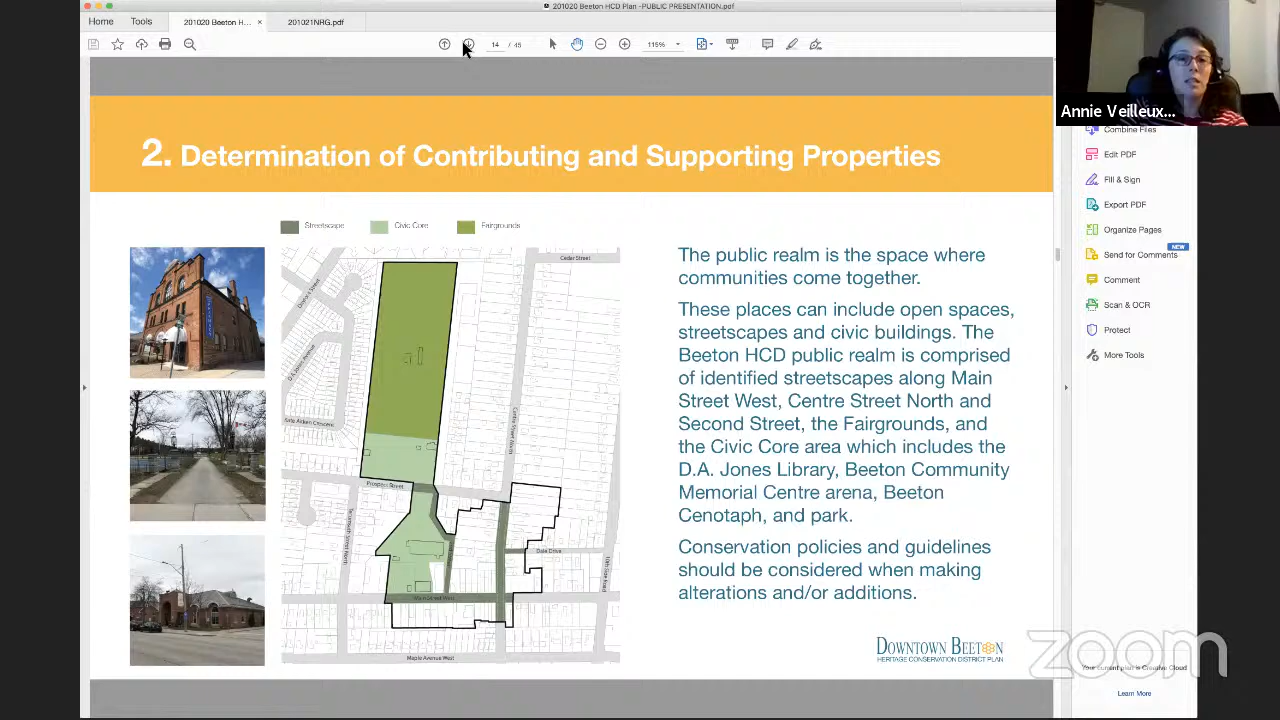 201020 Beeton HCD Plan -PUBLIC PRESENTATION.pdf
Home
Tools
201020 Beeton H...
×
201021NRG.pdf
14 / 45
115%
Annie Veilleux...
Combine Files
Edit PDF
Fill & Sign
Export PDF
Organize Pages
NEW
Send for Comments
Comment
Scan & OCR
Protect
More Tools
Your current plan is Creative Cloud
Learn More
zoom
2. Determination of Contributing and Supporting Properties
Streetscape
Civic Core
Fairgrounds
Cedar Street
Prospect Street
Dale Drive
Main Street West
Maple Avenue West
The public realm is the space where
communities come together.
These places can include open spaces,
streetscapes and civic buildings. The
Beeton HCD public realm is comprised
of identified streetscapes along Main
Street West, Centre Street North and
Second Street, the Fairgrounds, and
the Civic Core area which includes the
D.A. Jones Library, Beeton Community
Memorial Centre arena, Beeton
Cenotaph, and park.
Conservation policies and guidelines
should be considered when making
alterations and/or additions.
DOWNTOWN BEETON
HERITAGE CONSERVATION DISTRICT PLAN